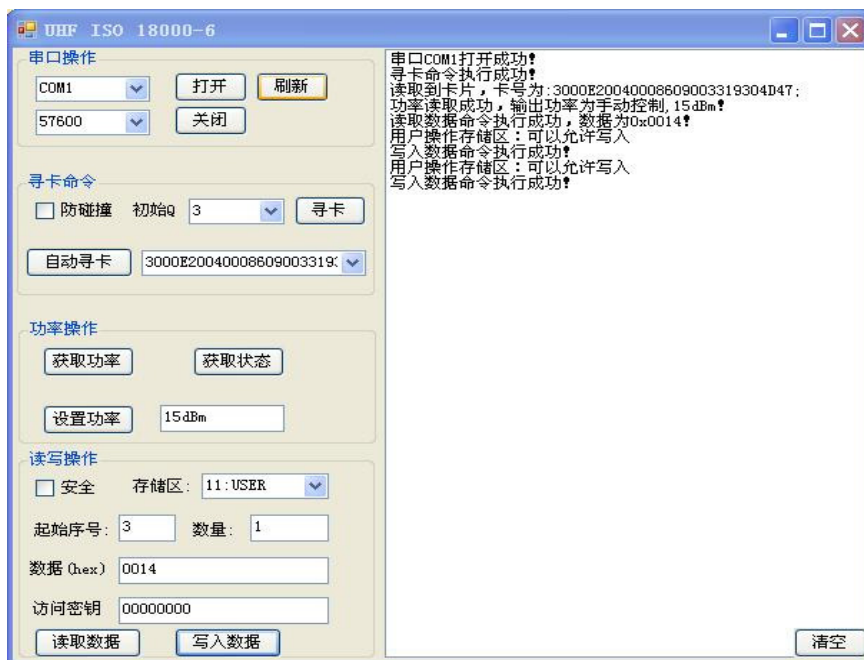 UHF ISO 18000-6
串口操作
COM1 打开 刷新
57600 关闭
寻卡命令
防碰撞 初始Q 3 寻卡
自动寻卡 3000E20040008609003319
功率操作
获取功率 获取状态
设置功率 15dBm
读写操作
安全 存储区: 11:USER
起始序号: 3 数量: 1
数据(hex) 0014
访问密钥 00000000
读取数据 写入数据
串口COM1打开成功!
寻卡命令执行成功!
读取到卡片，卡号为:3000E20040008609003319304D47;
功率读取成功，输出功率为手动控制,15dBm!
读取数据命令执行成功，数据为0x0014!
用户操作存储区：可以允许写入
写入数据命令执行成功!
用户操作存储区：可以允许写入
写入数据命令执行成功!
清空